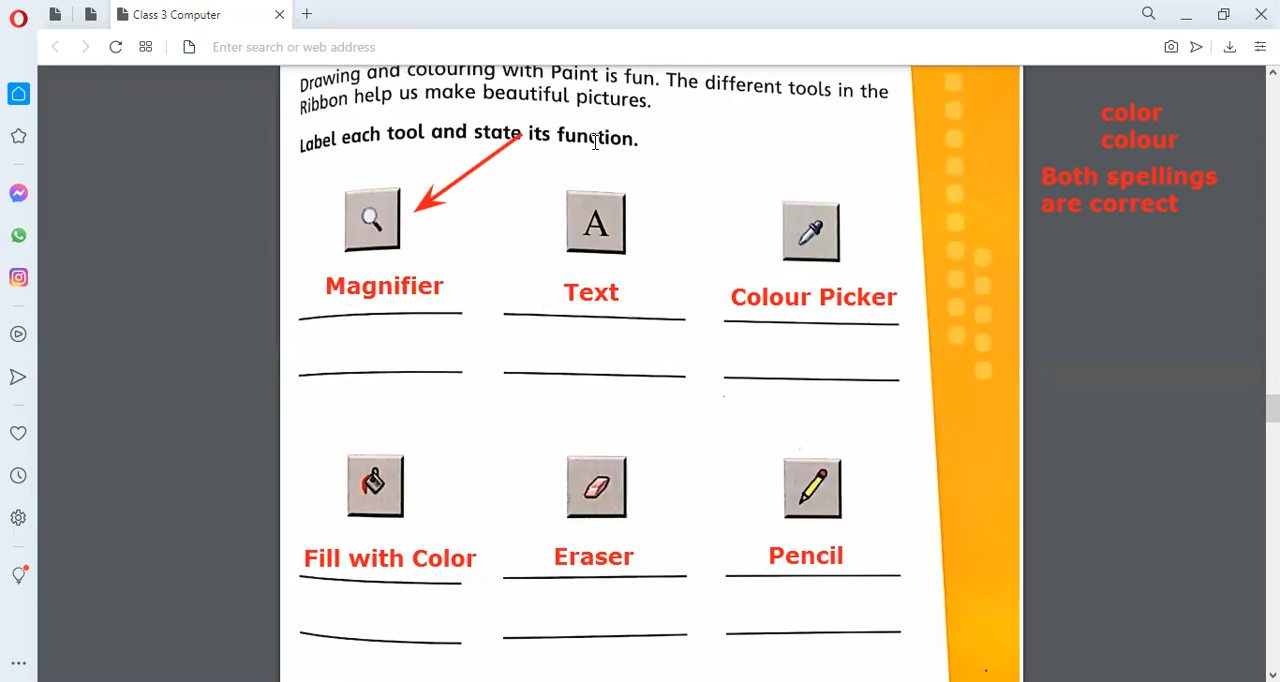 Class 3 Computer
Enter search or web address
Drawing and colouring with Paint is fun. The different tools in the
Ribbon help us make beautiful pictures.
Label each tool and state its function.
color
colour
Both spellings
are correct
A
Magnifier
Text
Colour Picker
Fill with Color
Eraser
Pencil